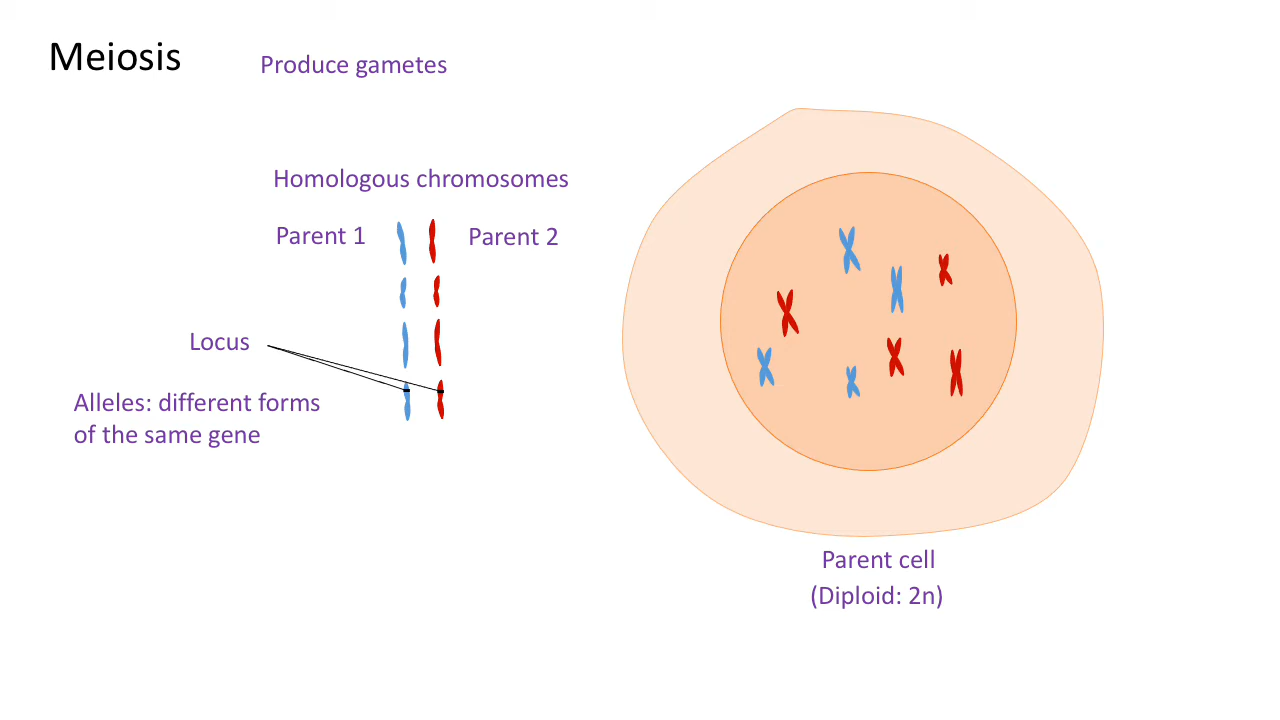 Meiosis
Produce gametes
Homologous chromosomes
Parent 1
Parent 2
Locus
Alleles: different forms
of the same gene
Parent cell
(Diploid: 2n)